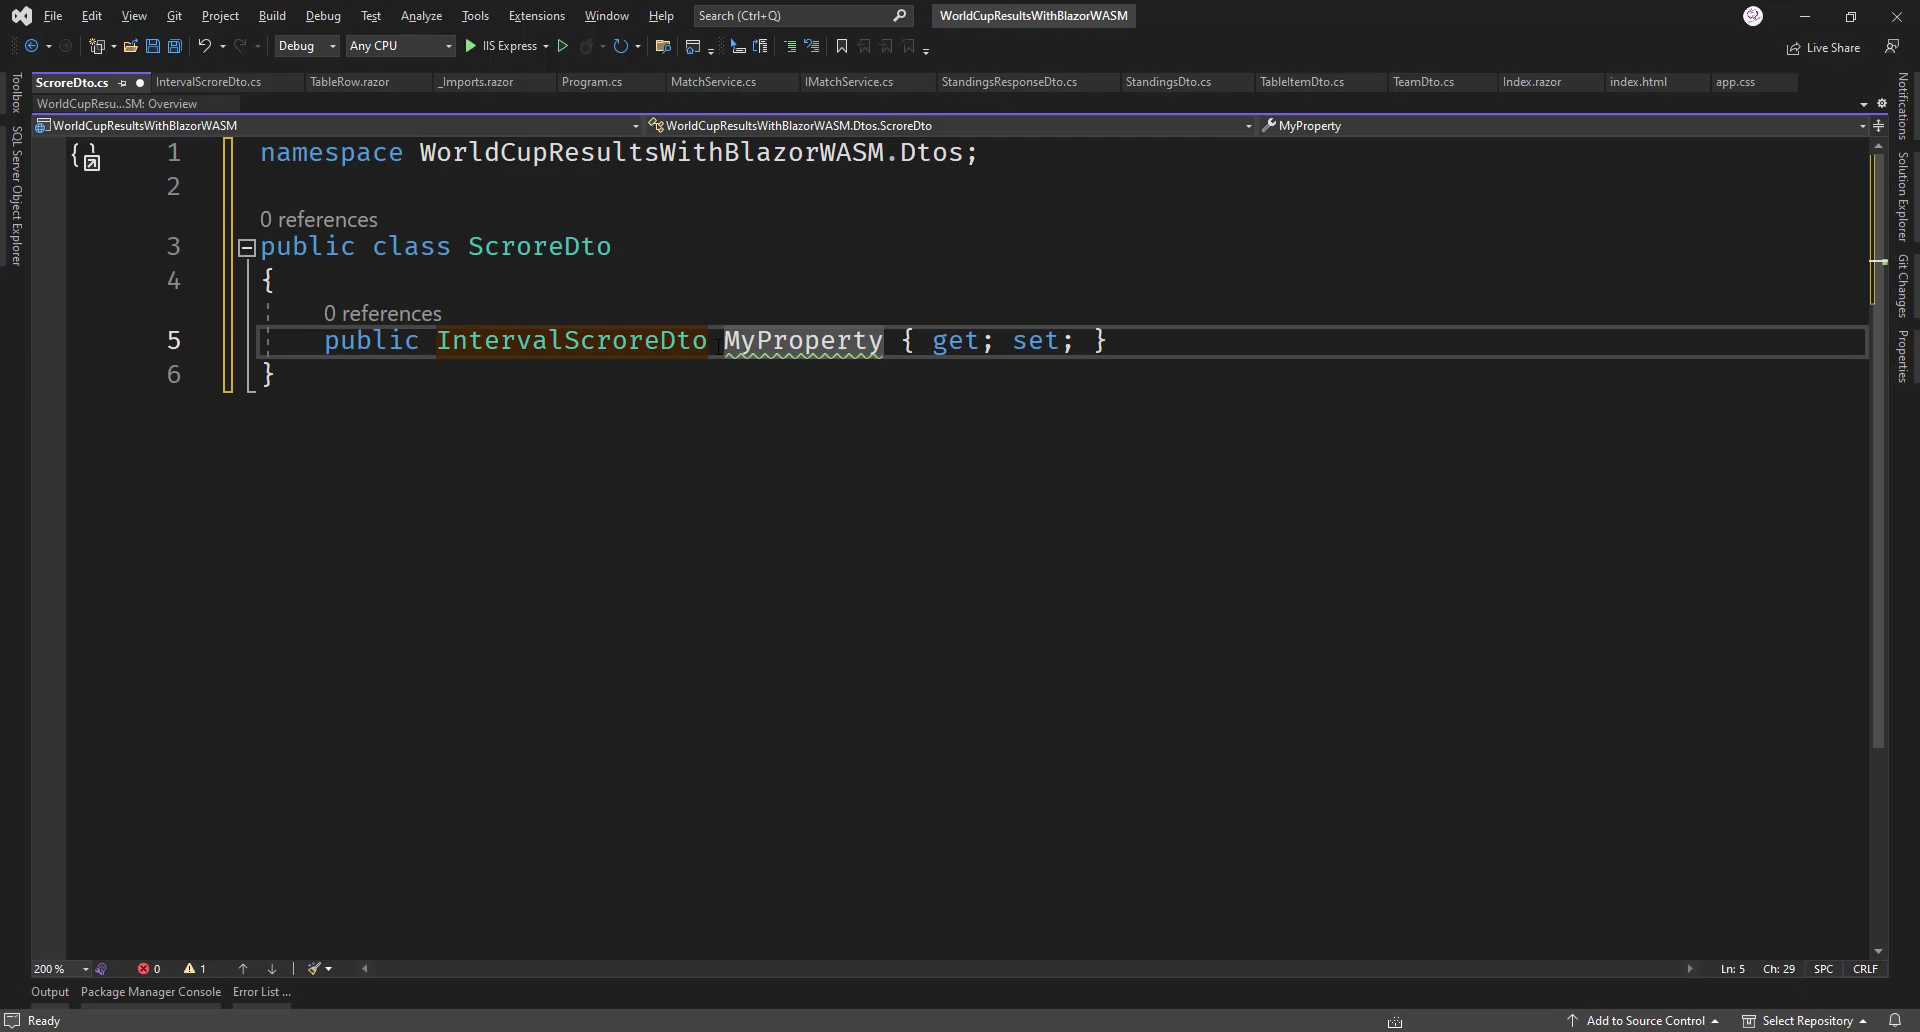 File Edit View Git Project Build Debug Test Analyze Tools Extensions Window Help Search (Ctrl+Q) WorldCupResultsWithBlazorWASM
Debug Any CPU IIS Express Live Share
ScroreDto.cs IntervalScroreDto.cs TableRow.razor _Imports.razor Program.cs MatchService.cs IMatchService.cs StandingsResponseDto.cs StandingsDto.cs TableItemDto.cs TeamDto.cs Index.razor index.html app.css
WorldCupResu...SM: Overview
WorldCupResultsWithBlazorWASM WorldCupResultsWithBlazorWASM.Dtos.ScroreDto MyProperty
Toolbox
SQL Server Object Explorer
1 namespace WorldCupResultsWithBlazorWASM.Dtos;
2
0 references
3 public class ScroreDto
4 {
0 references
5 public IntervalScroreDto MyProperty { get; set; }
6 }
Notifications
Solution Explorer
Git Changes
Properties
200 % 0 1 Ln: 5 Ch: 29 SPC CRLF
Output Package Manager Console Error List ...
Ready Add to Source Control Select Repository